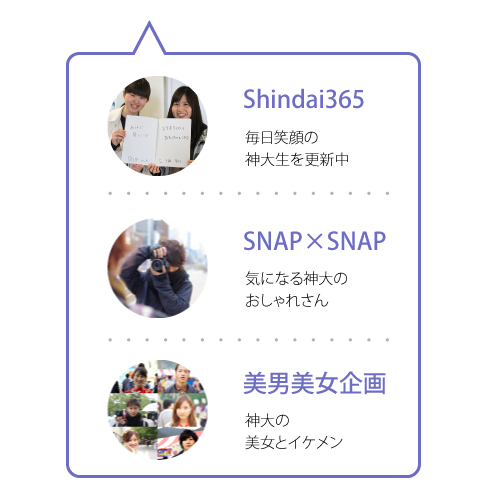 Shindai365
毎日笑顔の
神大生を更新中
SNAP×SNAP
気になる神大の
おしゃれさん
美男美女企画
神大の
美女とイケメン